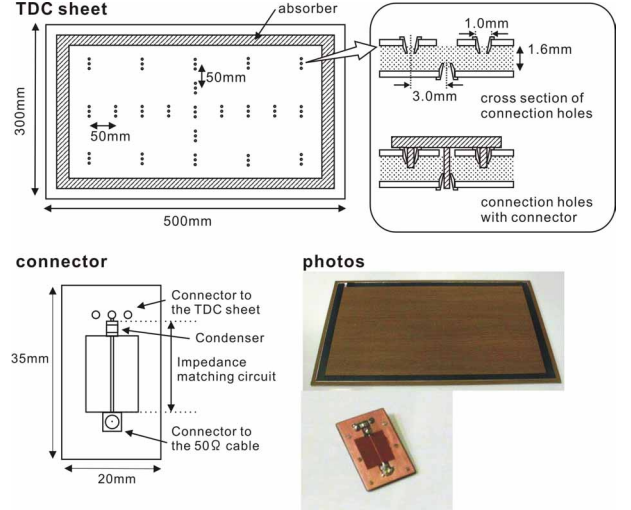 TDC sheet
absorber
50mm
50mm
300mm
500mm
1.0mm
1.6mm
3.0mm
cross section of
connection holes
connection holes
with connector
connector
Connector to
the TDC sheet
Condenser
Impedance
matching circuit
Connector to
the 50Ω cable
35mm
20mm
photos